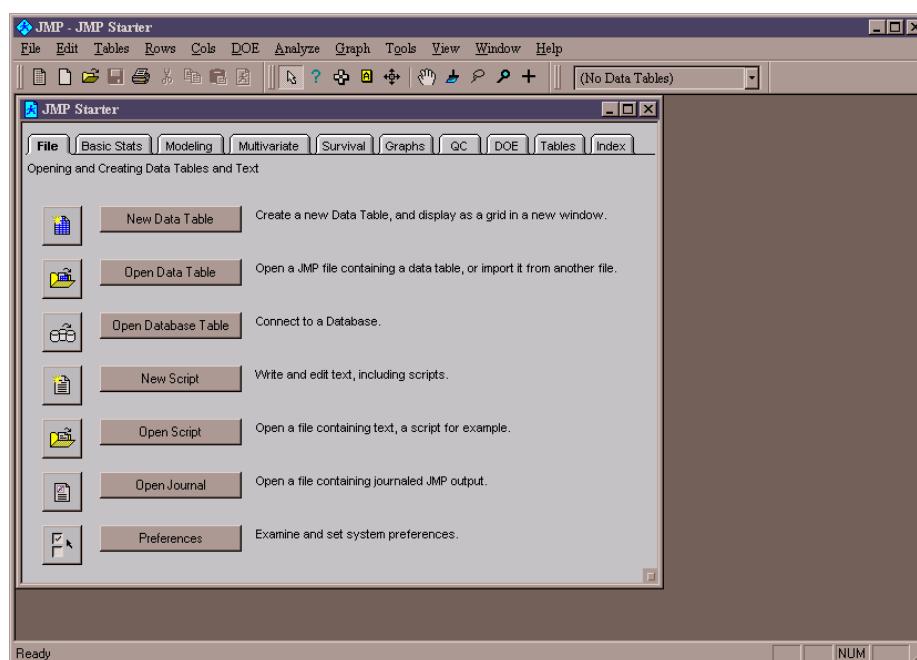 JMP - JMP Starter
File Edit Tables Rows Cols DOE Analyze Graph Tools View Window Help
(No Data Tables)
JMP Starter
File Basic Stats Modeling Multivariate Survival Graphs QC DOE Tables Index
Opening and Creating Data Tables and Text
New Data Table Create a new Data Table, and display as a grid in a new window.
Open Data Table Open a JMP file containing a data table, or import it from another file.
Open Database Table Connect to a Database.
New Script Write and edit text, including scripts.
Open Script Open a file containing text, a script for example.
Open Journal Open a file containing journaled JMP output.
Preferences Examine and set system preferences.
Ready NUM